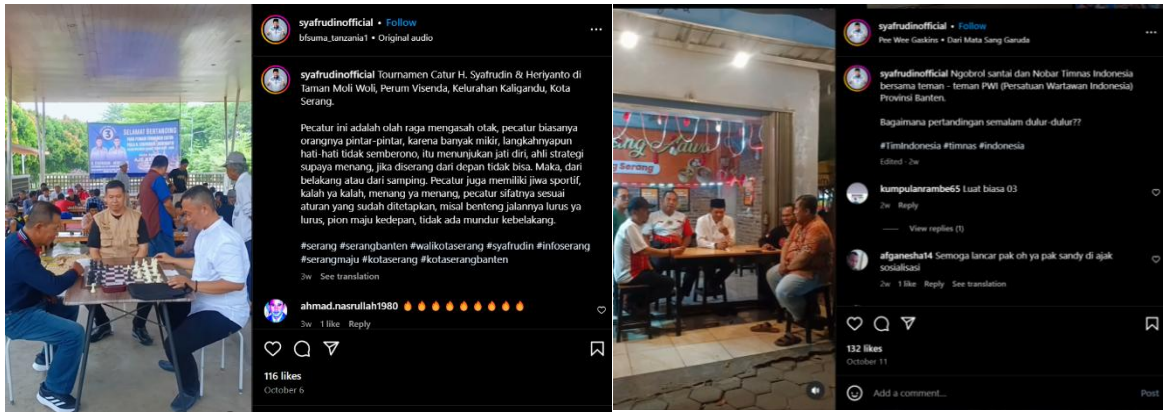 SELAMAT BERTANDING
syafrudinofficial • Follow
bfsuma_tanzania1 • Original audio
syafrudinofficial Tournamen Catur H. Syafrudin & Heriyanto di
Taman Moli Woli, Perum Visenda, Kelurahan Kaligandu, Kota
Serang.
Pecatur ini adalah olah raga mengasah otak, pecatur biasanya
orangnya pintar-pintar, karena banyak mikir, langkahnyapun
hati-hati tidak semberono, itu menunjukan jati diri, ahli strategi
supaya menang, jika diserang dari depan tidak bisa. Maka, dari
belakang atau dari samping. Pecatur juga memiliki jiwa sportif,
kalah ya kalah, menang ya menang, pecatur sifatnya sesuai
aturan yang sudah ditetapkan, misal benteng jalannya lurus ya
lurus, pion maju kedepan, tidak ada mundur kebelakang.
#serang #serangbanten #walikotaserang #syafrudin #infoserang
#serangmaju #kotaserang #kotaserangbanten
3w See translation
ahmad.nasrullah1980 🔥🔥🔥🔥🔥🔥🔥🔥🔥
3w 1 like Reply
116 likes
October 6
Serang
syafrudinofficial • Follow
Pee Wee Gaskins • Dari Mata Sang Garuda
syafrudinofficial Ngobrol santai dan Nobar Timnas Indonesia
bersama teman - teman PWI (Persatuan Wartawan Indonesia)
Provinsi Banten.
Bagaimana pertandingan semalam dulur-dulur??
#TimIndonesia #timnas #indonesia
Edited · 2w
kumpulanrambe65 Luat biasa 03
2w Reply
View replies (1)
afganesha14 Semoga lancar pak oh ya pak sandy di ajak
sosialisasi
2w 1 like Reply See translation
132 likes
October 11
Add a comment... Post